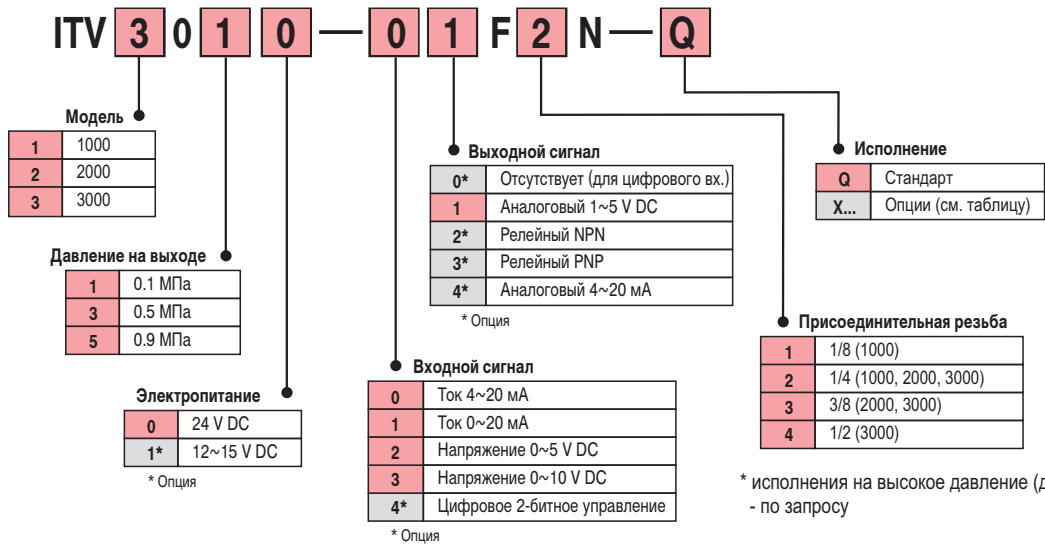 ITV 3 0 1 0 — 0 1 F 2 N — Q
Модель
1 1000
2 2000
3 3000
Давление на выходе
1 0.1 МПа
3 0.5 МПа
5 0.9 МПа
Электропитание
0 24 V DC
1* 12~15 V DC
* Опция
Выходной сигнал
0* Отсутствует (для цифрового вх.)
1 Аналоговый 1~5 V DC
2* Релейный NPN
3* Релейный PNP
4* Аналоговый 4~20 мА
* Опция
Входной сигнал
0 Ток 4~20 мА
1 Ток 0~20 мА
2 Напряжение 0~5 V DC
3 Напряжение 0~10 V DC
4* Цифровое 2-битное управление
* Опция
Исполнение
Q Стандарт
X... Опции (см. таблицу)
Присоединительная резьба
1 1/8 (1000)
2 1/4 (1000, 2000, 3000)
3 3/8 (2000, 3000)
4 1/2 (3000)
* исполнения на высокое давление
- по запросу